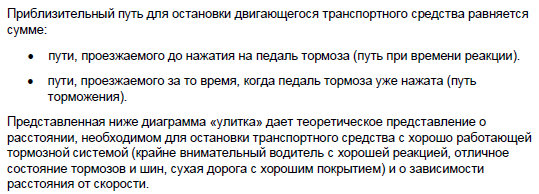 Приблизительный путь для остановки двигающегося транспортного средства равняется
сумме:
• пути, проезжаемого до нажатия на педаль тормоза (путь при времени реакции).
• пути, проезжаемого за то время, когда педаль тормоза уже нажата (путь
торможения).
Представленная ниже диаграмма «улитка» дает теоретическое представление о
расстоянии, необходимом для остановки транспортного средства с хорошо работающей
тормозной системой (крайне внимательный водитель с хорошей реакцией, отличное
состояние тормозов и шин, сухая дорога с хорошим покрытием) и о зависимости
расстояния от скорости.